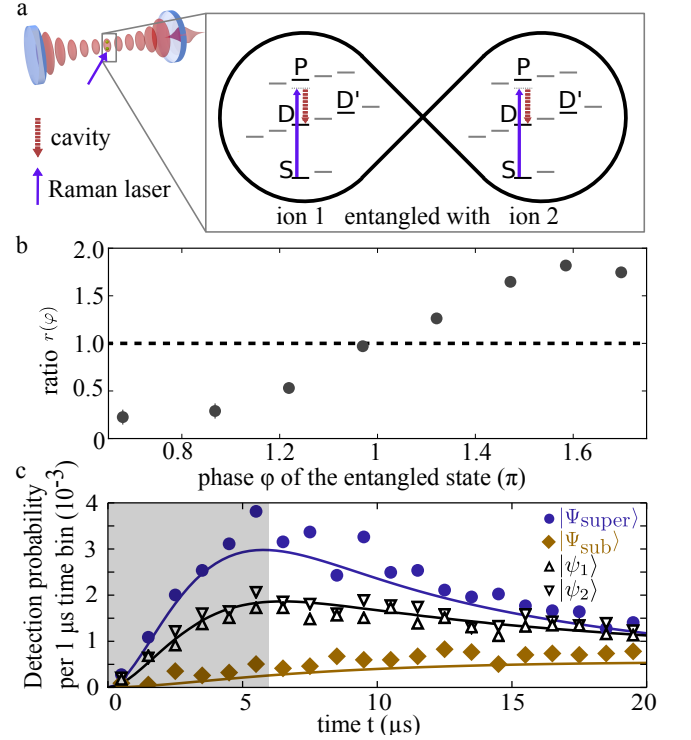 a
P
P
D
D'
D
D'
S
S
cavity
Raman laser
ion 1 entangled with ion 2
b
2.0
1.5
1.0
0.5
0
ratio r(φ)
0.8 1.2 1 1.4 1.6
phase φ of the entangled state (π)
c
Detection probability
per 1 µs time bin (10⁻³)
4
3
2
1
0
|Ψsuper⟩
|Ψsub⟩
|ψ₁⟩
|ψ₂⟩
0 5 10 15 20
time t (µs)